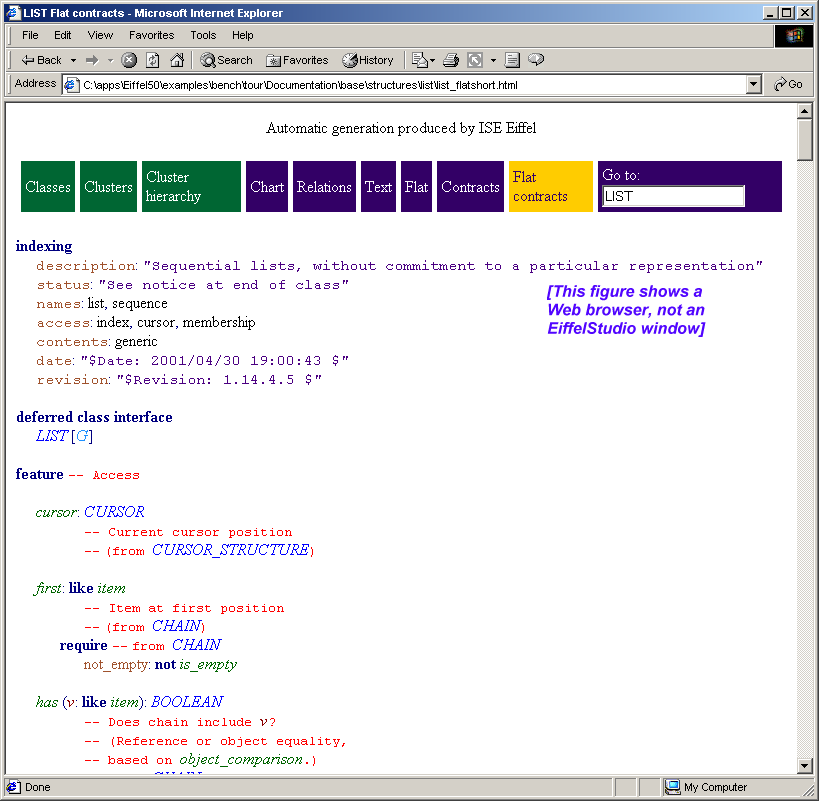 LIST Flat contracts - Microsoft Internet Explorer
File Edit View Favorites Tools Help
Back Search Favorites History
Address C:\apps\Eiffel50\examples\bench\tour\Documentation\base\structures\list\list_flatshort.html Go
Automatic generation produced by ISE Eiffel
Classes Clusters Cluster hierarchy Chart Relations Text Flat Contracts Flat contracts Go to: LIST
indexing
description: "Sequential lists, without commitment to a particular representation"
status: "See notice at end of class"
names: list, sequence
access: index, cursor, membership
contents: generic
date: "$Date: 2001/04/30 19:00:43 $"
revision: "$Revision: 1.14.4.5 $"
[This figure shows a
Web browser, not an
EiffelStudio window]
deferred class interface
LIST [G]
feature -- Access
cursor: CURSOR
-- Current cursor position
-- (from CURSOR_STRUCTURE)
first: like item
-- Item at first position
-- (from CHAIN)
require -- from CHAIN
not_empty: not is_empty
has (v: like item): BOOLEAN
-- Does chain include v?
-- (Reference or object equality,
-- based on object_comparison.)
Done My Computer